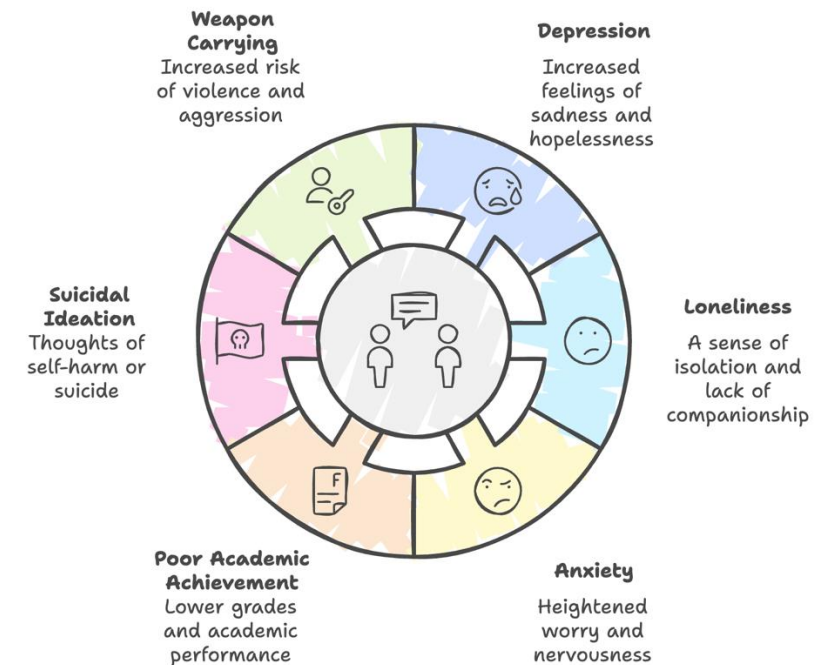 Weapon
Carrying
Increased risk
of violence and
aggression
Depression
Increased
feelings of
sadness and
hopelessness
Suicidal
Ideation
Thoughts of
self-harm or
suicide
Loneliness
A sense of
isolation and
lack of
companionship
F
Poor Academic
Achievement
Lower grades
and academic
performance
Anxiety
Heightened
worry and
nervousness